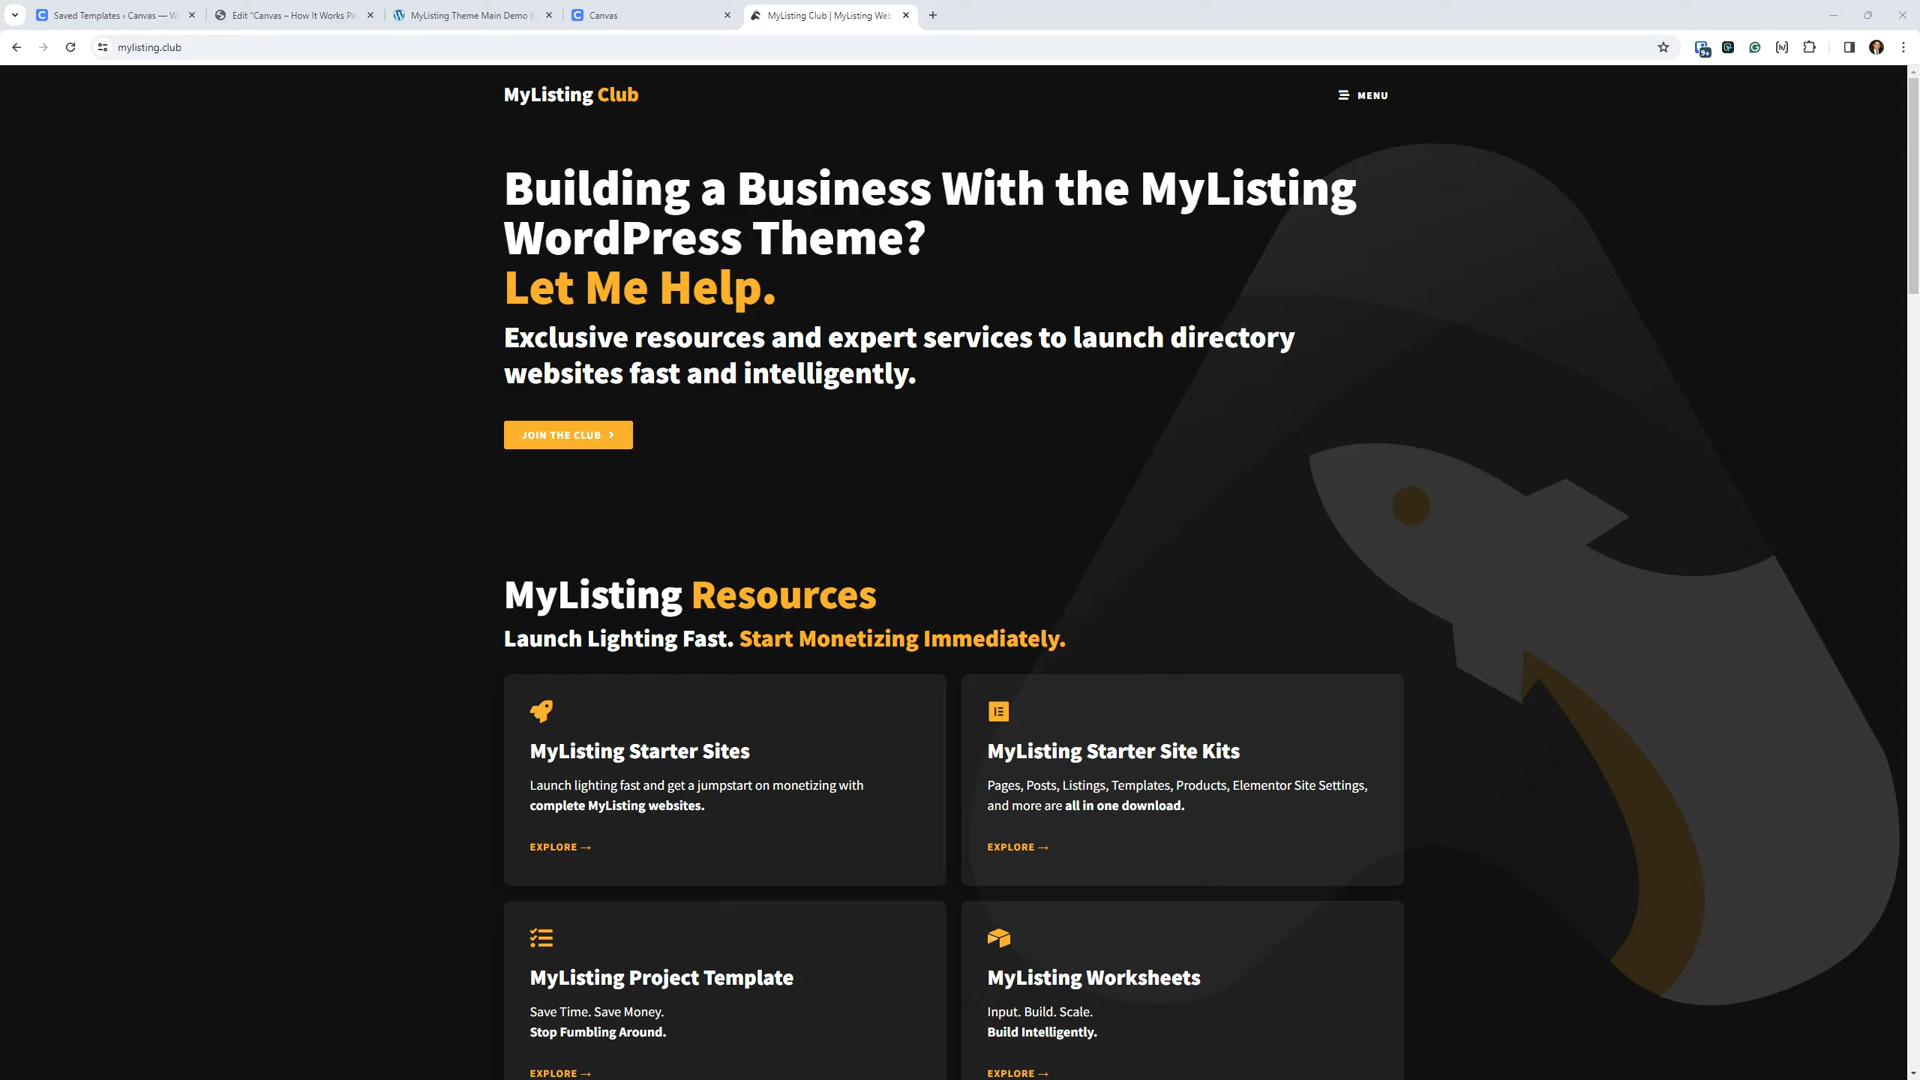 Saved Templates ‹ Canvas — W
Edit "Canvas – How It Works Pa
MyListing Theme Main Demo (
Canvas
MyListing Club | MyListing Web
mylisting.club
9+
MyListing Club
MENU
Building a Business With the MyListing
WordPress Theme?
Let Me Help.
Exclusive resources and expert services to launch directory
websites fast and intelligently.
JOIN THE CLUB
MyListing Resources
Launch Lighting Fast. Start Monetizing Immediately.
MyListing Starter Sites
Launch lighting fast and get a jumpstart on monetizing with
complete MyListing websites.
EXPLORE →
MyListing Starter Site Kits
Pages, Posts, Listings, Templates, Products, Elementor Site Settings,
and more are all in one download.
EXPLORE →
MyListing Project Template
Save Time. Save Money.
Stop Fumbling Around.
EXPLORE →
MyListing Worksheets
Input. Build. Scale.
Build Intelligently.
EXPLORE →